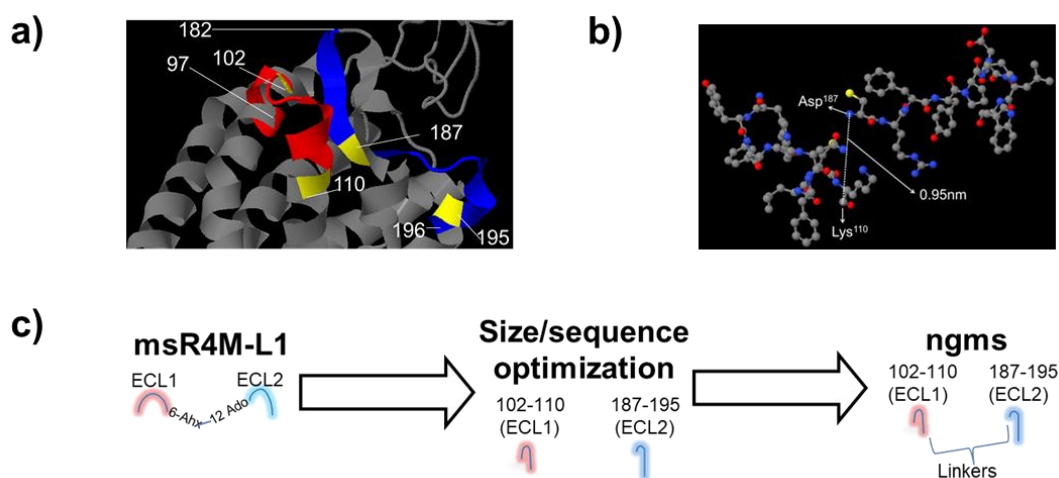 a)
182
102
97
187
110
196
195
b)
Asp187
0.95nm
Lys110
c)
msR4M-L1
ECL1
ECL2
6-Ahx
12 Ado
Size/sequence
optimization
102-110
(ECL1)
187-195
(ECL2)
ngms
102-110
(ECL1)
187-195
(ECL2)
Linkers